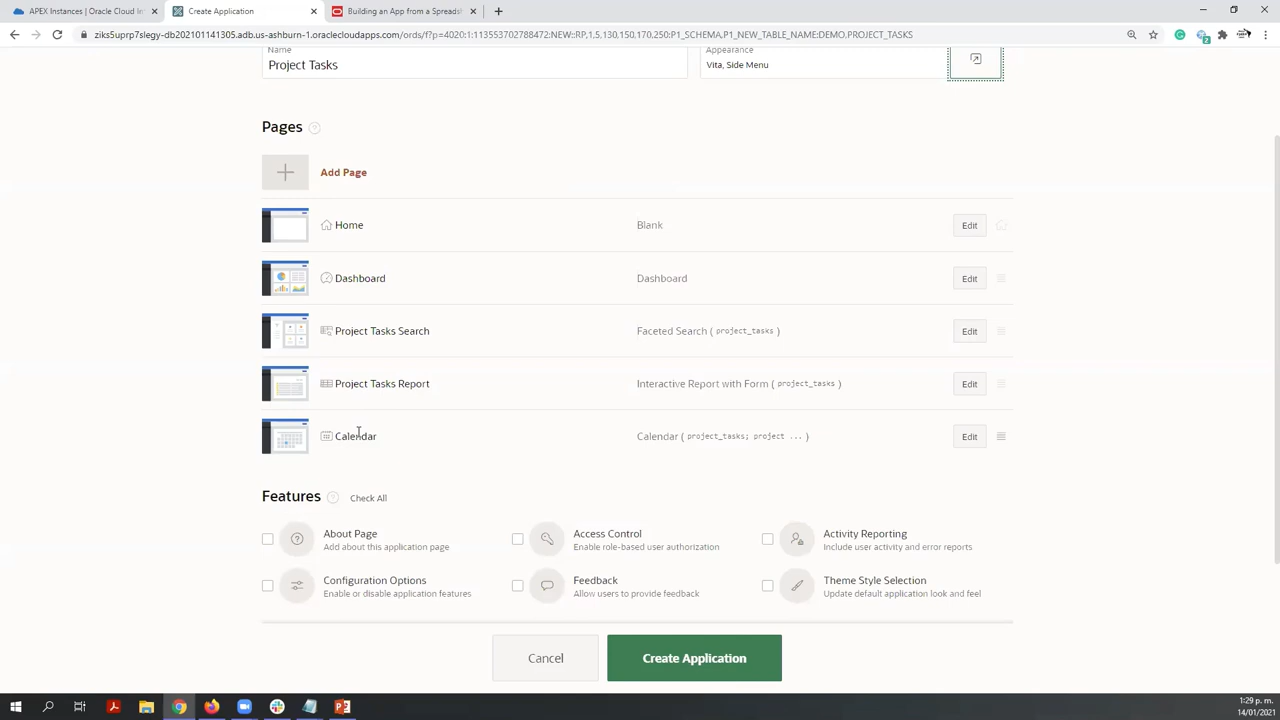 APEX Instances | Oracle Cloud In
Create Application
Building an App from a Spreads
ziks5uprp7slegy-db202101141305.adb.us-ashburn-1.oraclecloudapps.com/ords/f?p=4020:1:113553702788472:NEW::RP,1,5,130,150,170,250:P1_SCHEMA,P1_NEW_TABLE_NAME:DEMO,PROJECT_TASKS
Name
Appearance
Project Tasks
Vita, Side Menu
Pages
Add Page
Home Blank Edit
Dashboard Dashboard Edit
Project Tasks Search Faceted Search ( project_tasks ) Edit
Project Tasks Report Interactive Report with Form ( project_tasks ) Edit
Calendar Calendar ( project_tasks; project ... ) Edit
Features Check All
About Page
Add about this application page
Access Control
Enable role-based user authorization
Activity Reporting
Include user activity and error reports
Configuration Options
Enable or disable application features
Feedback
Allow users to provide feedback
Theme Style Selection
Update default application look and feel
Cancel
Create Application
1:29 p. m.
14/01/2021